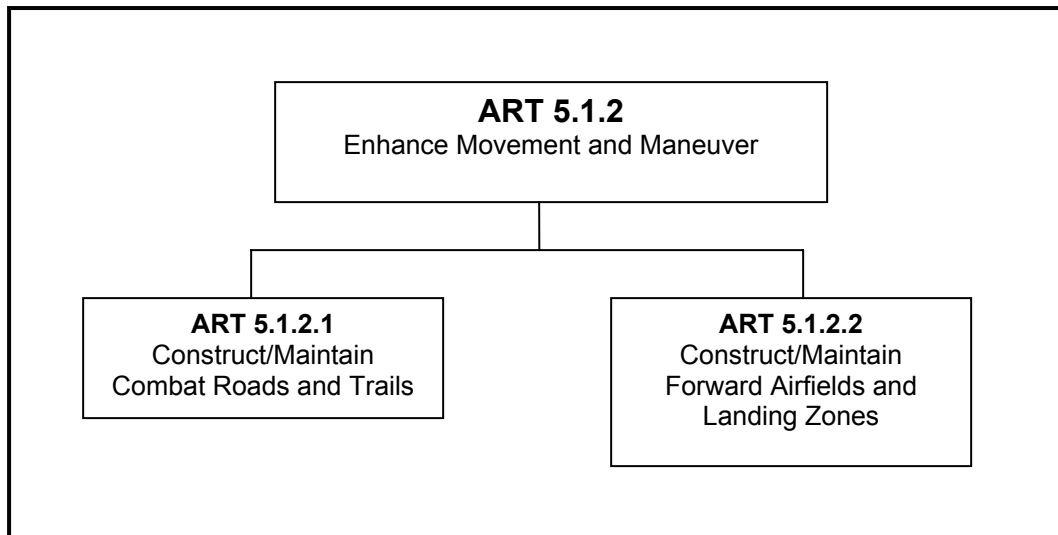 ART 5.1.2
Enhance Movement and Maneuver
ART 5.1.2.1
Construct/Maintain
Combat Roads and Trails
ART 5.1.2.2
Construct/Maintain
Forward Airfields and
Landing Zones